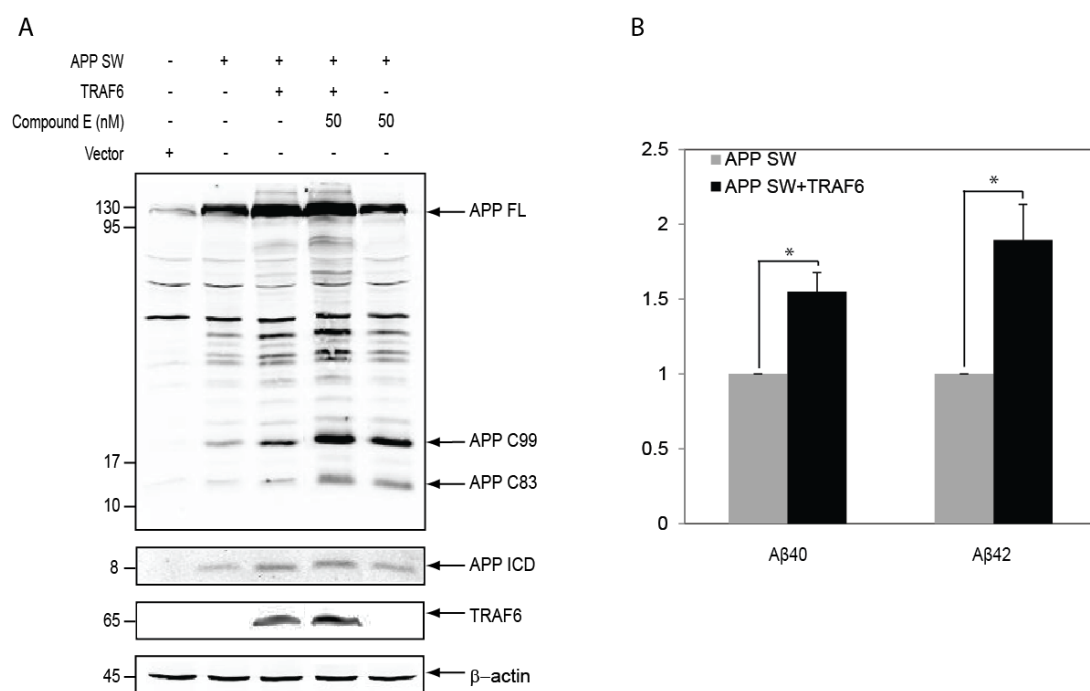 A
APP SW - + + + +
TRAF6 - - + + -
Compound E (nM) - - - 50 50
Vector + - - - -
130
95
APP FL
APP C99
17
APP C83
10
8
APP ICD
65
TRAF6
45
β–actin
B
2.5
2
1.5
1
0.5
0
APP SW
APP SW+TRAF6
*
*
Aβ40
Aβ42